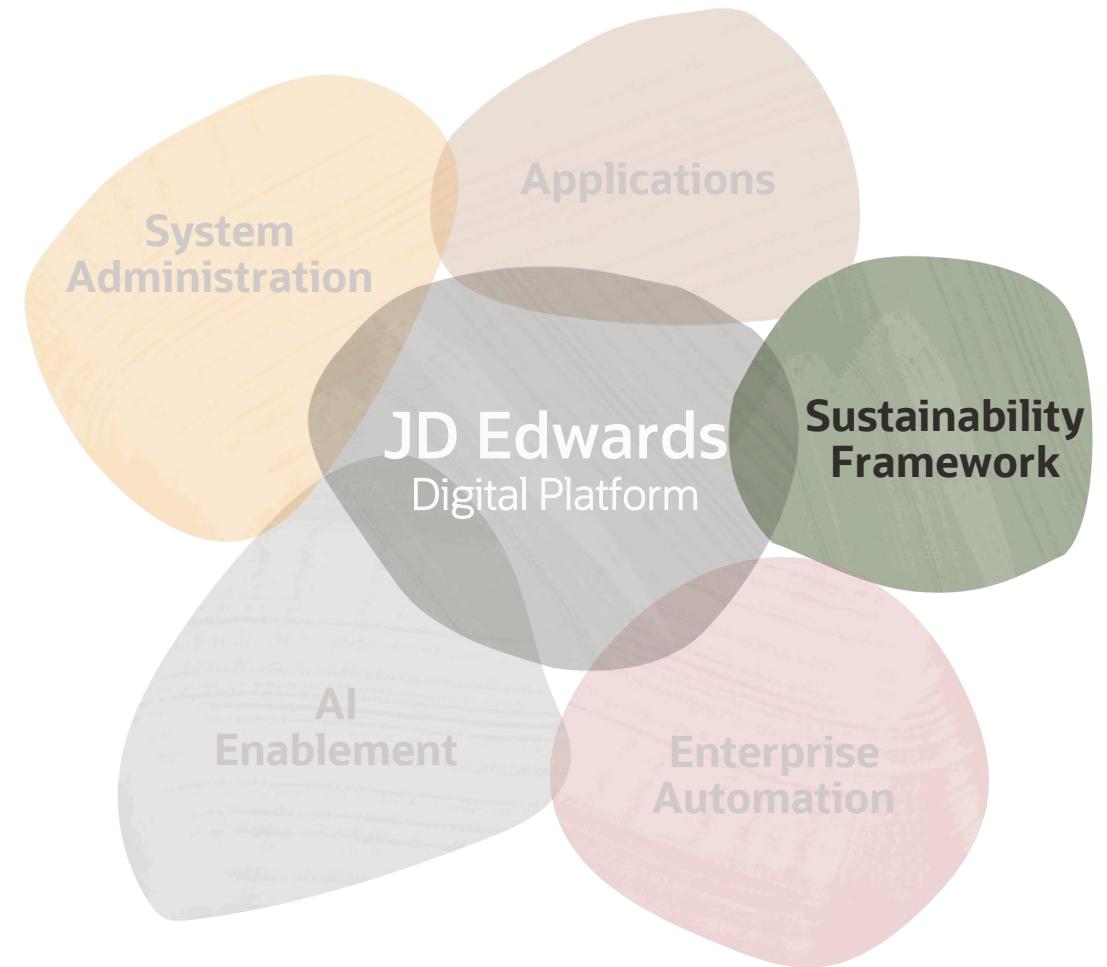 Applications
System
Administration
JD Edwards
Digital Platform
Sustainability
Framework
AI
Enablement
Enterprise
Automation